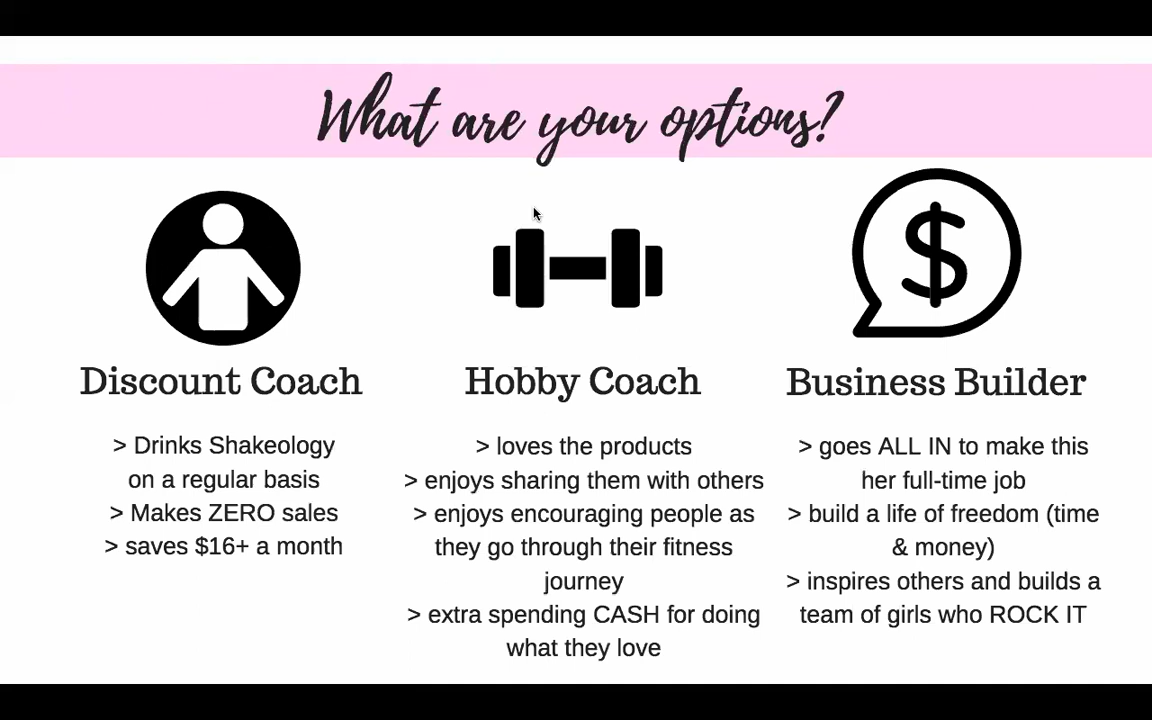 What are your options?
Discount Coach
> Drinks Shakeology
on a regular basis
> Makes ZERO sales
> saves $16+ a month
Hobby Coach
> loves the products
> enjoys sharing them with others
> enjoys encouraging people as
they go through their fitness
journey
> extra spending CASH for doing
what they love
Business Builder
> goes ALL IN to make this
her full-time job
> build a life of freedom (time
& money)
> inspires others and builds a
team of girls who ROCK IT